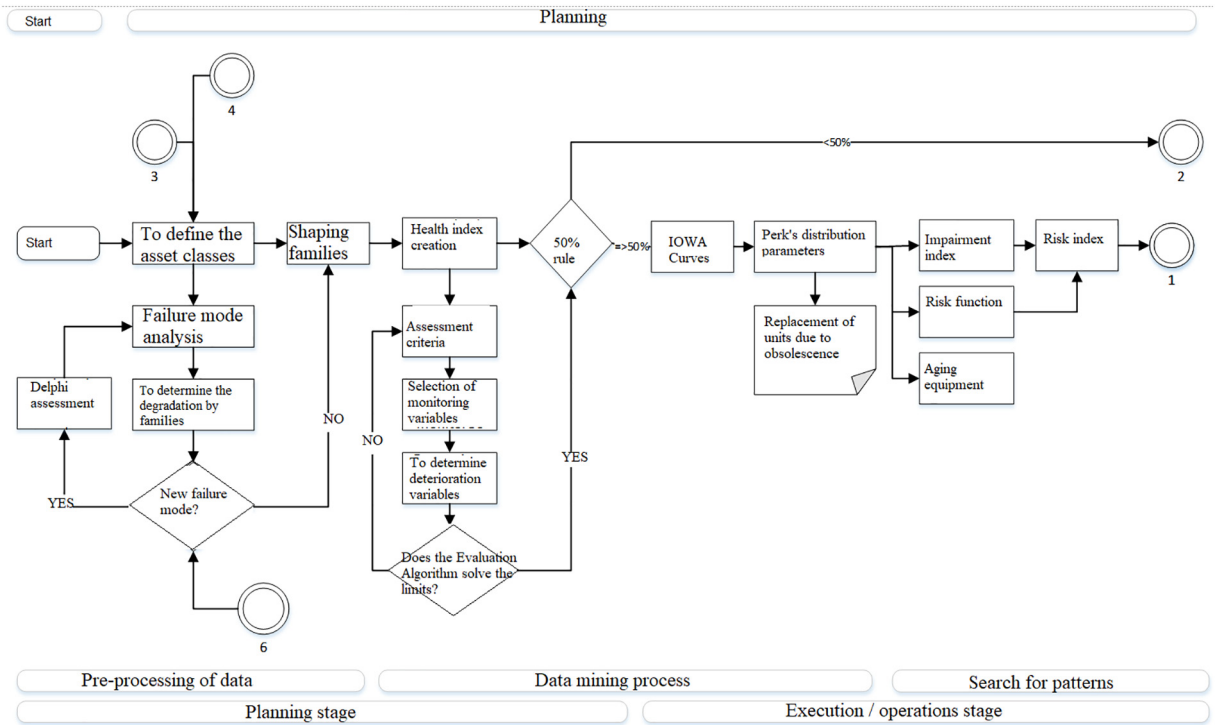 Start
Planning
4
3
<50%
2
Start
To define the
asset classes
Shaping
families
Health index
creation
50%
rule
=>50%
IOWA
Curves
Perk's distribution
parameters
Impairment
index
Risk index
1
Failure mode
analysis
Assessment
criteria
Replacement of
units due to
obsolescence
Risk function
Delphi
assessment
To determine the
degradation by
families
Selection of
monitoring
variables
Aging
equipment
NO
NO
YES
To determine
deterioration
variables
YES
New failure
mode?
Does the Evaluation
Algorithm solve the
limits?
6
Pre-processing of data
Data mining process
Search for patterns
Planning stage
Execution / operations stage